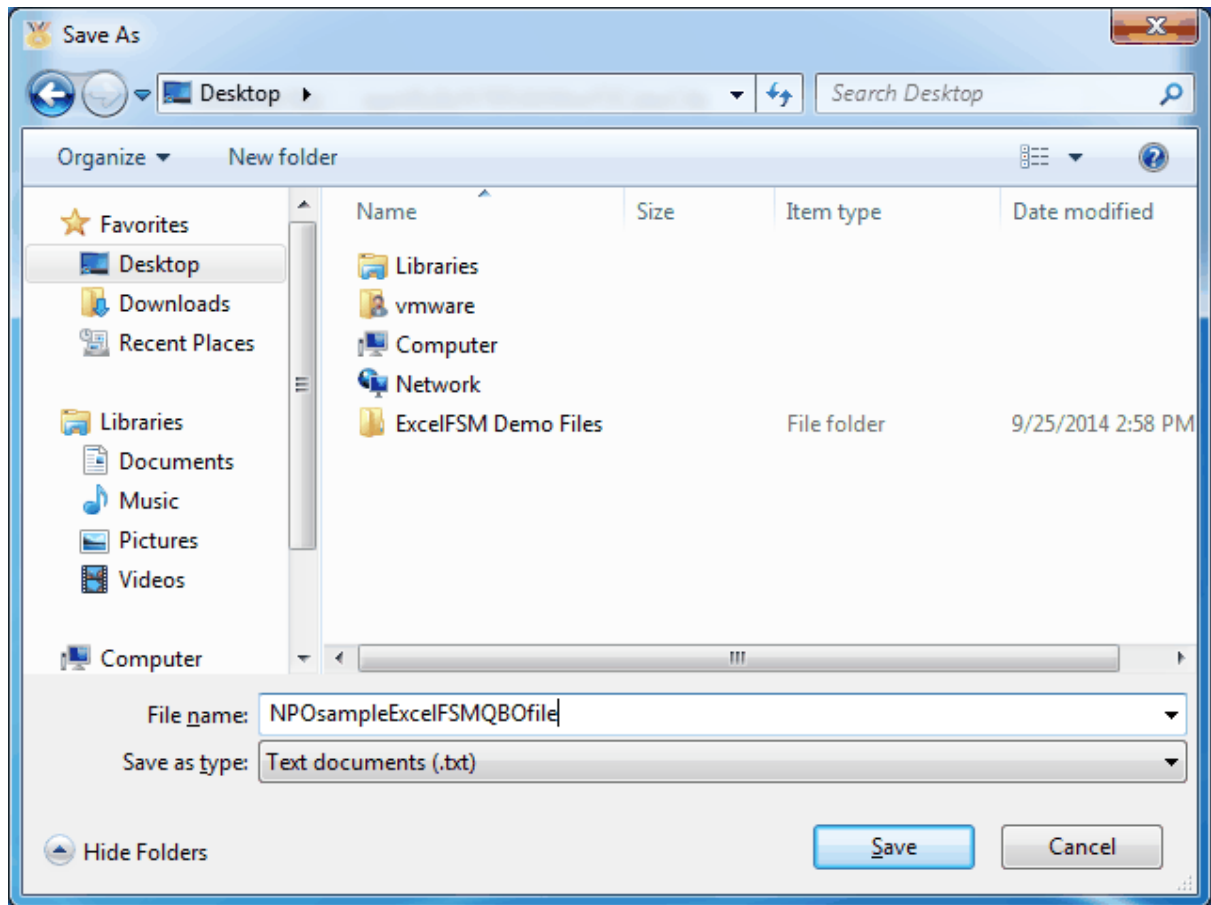 Save As
Desktop
Search Desktop
Organize
New folder
Name Size Item type Date modified
Favorites
Desktop
Downloads
Recent Places
Libraries
Documents
Music
Pictures
Videos
Computer
Libraries
vmware
Computer
Network
ExcelFSM Demo Files File folder 9/25/2014 2:58 PM
File name: NPOsampleExcelFSMQBOfile
Save as type: Text documents (.txt)
Hide Folders
Save
Cancel